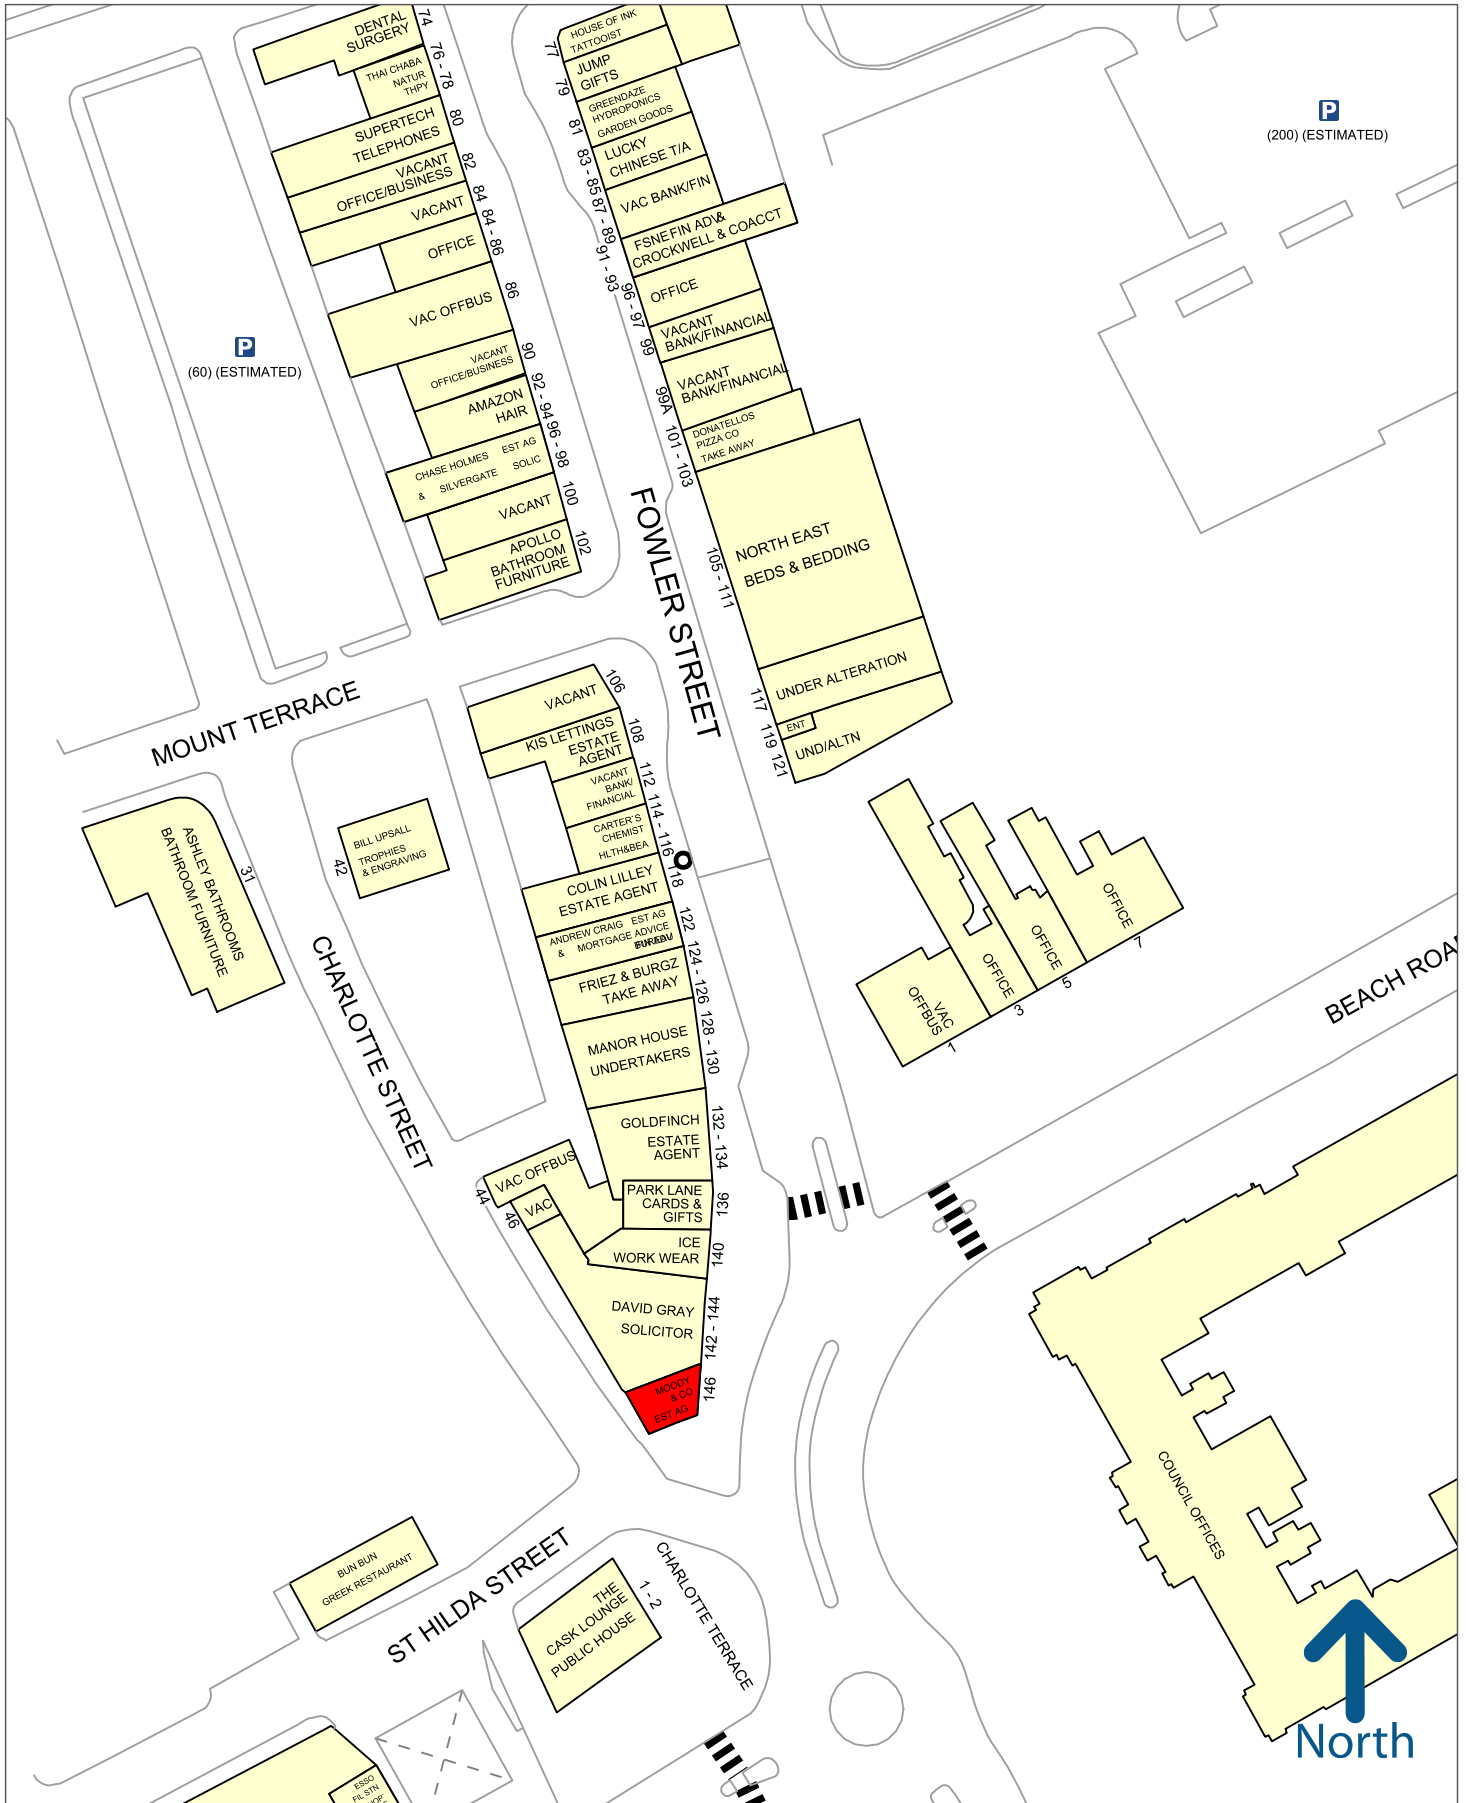 DENTAL
SURGERY
74
THAI CHABA
NATUR
THPY
76 - 78
SUPERTECH
TELEPHONES
80
VACANT
OFFICE/BUSINESS
82
VACANT
84
OFFICE
84 - 86
VAC OFFBUS
86
VACANT
OFFICE/BUSINESS
90
AMAZON
HAIR
92 - 94
CHASE HOLMES EST AG
& SILVERGATE SOLIC
96 - 98
VACANT
100
APOLLO
BATHROOM
FURNITURE
102
HOUSE OF INK
TATTOOIST
77
JUMP
GIFTS
79
GREENDAZE
HYDROPONICS
GARDEN GOODS
81
LUCKY
CHINESE T/A
83 - 85
VAC BANK/FIN
87 - 89
FSNEFIN ADV&
CROCKWELL & COACCT
91 - 93
OFFICE
96 - 97
VACANT
BANK/FINANCIAL
99
VACANT
BANK/FINANCIAL
99A
DONATELLOS
PIZZA CO
TAKE AWAY
101 - 103
NORTH EAST
BEDS & BEDDING
105 - 111
UNDER ALTERATION
117
ENT
119
UND/ALTN
121
P
(200) (ESTIMATED)
P
(60) (ESTIMATED)
FOWLER STREET
MOUNT TERRACE
VACANT
106
KIS LETTINGS
ESTATE
AGENT
108
VACANT
BANK/
FINANCIAL
112
CARTER'S
CHEMIST
HLTH&BEA
114 - 116
COLIN LILLEY
ESTATE AGENT
118
ANDREW CRAIG EST AG
& MORTGAGE ADVICE
122
FRIEZ & BURGZ
TAKE AWAY
124 - 126
MANOR HOUSE
UNDERTAKERS
128 - 130
GOLDFINCH
ESTATE
AGENT
132 - 134
PARK LANE
CARDS &
GIFTS
136
ICE
WORK WEAR
140
DAVID GRAY
SOLICITOR
142 - 144
MOODY
& CO
EST AG
146
VAC OFFBUS
44
VAC
46
ASHLEY BATHROOMS
BATHROOM FURNITURE
31
BILL UPSALL
TROPHIES
& ENGRAVING
42
CHARLOTTE STREET
VAC
OFFBUS
1
OFFICE
3
OFFICE
5
OFFICE
7
BEACH ROA
COUNCIL OFFICES
BUN BUN
GREEK RESTAURANT
ST HILDA STREET
THE
CASK LOUNGE
PUBLIC HOUSE
1 - 2
CHARLOTTE TERRACE
ESSO
FIL STN
North